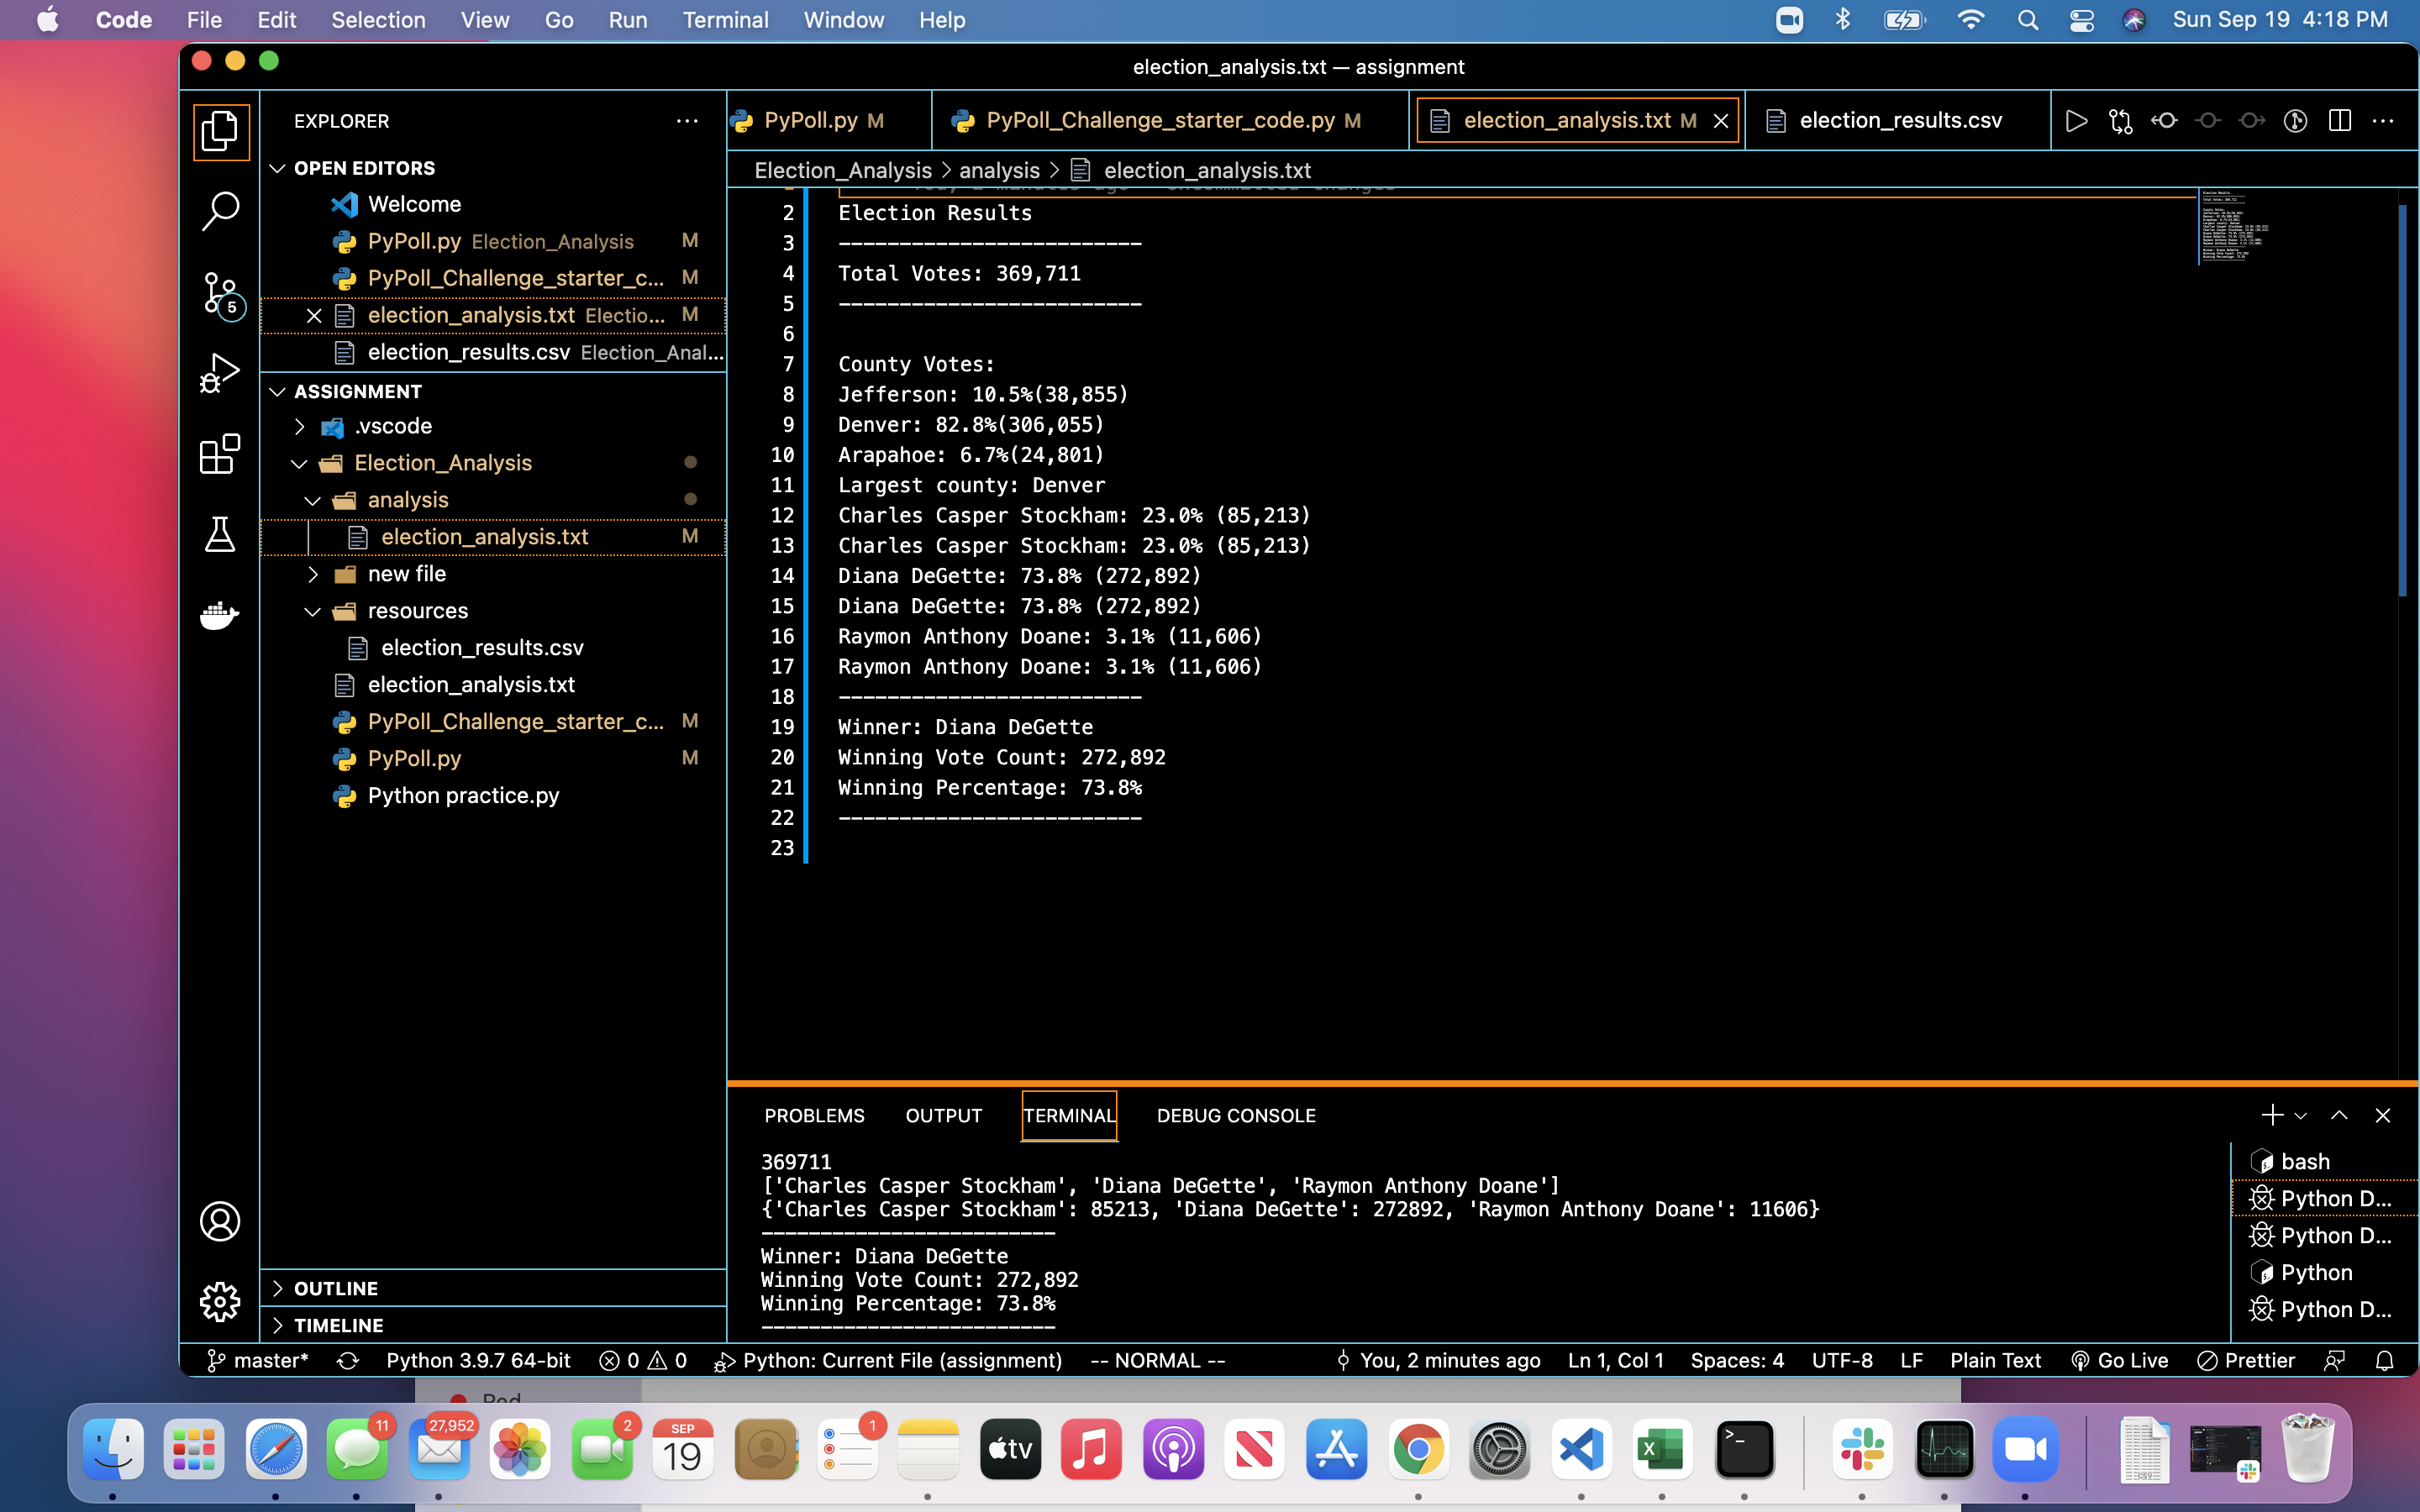 Code File Edit Selection View Go Run Terminal Window Help Sun Sep 19 4:18 PM
election_analysis.txt — assignment
EXPLORER
PyPoll.py M PyPoll_Challenge_starter_code.py M election_analysis.txt M election_results.csv
OPEN EDITORS
Welcome
PyPoll.py Election_Analysis M
PyPoll_Challenge_starter_c... M
election_analysis.txt Electio... M
election_results.csv Election_Anal...
5
ASSIGNMENT
.vscode
Election_Analysis
analysis
election_analysis.txt M
new file
resources
election_results.csv
election_analysis.txt
PyPoll_Challenge_starter_c... M
PyPoll.py M
Python practice.py
OUTLINE
TIMELINE
Election_Analysis > analysis > election_analysis.txt
2 Election Results
3 -------------------------
4 Total Votes: 369,711
5 -------------------------
6
7 County Votes:
8 Jefferson: 10.5%(38,855)
9 Denver: 82.8%(306,055)
10 Arapahoe: 6.7%(24,801)
11 Largest county: Denver
12 Charles Casper Stockham: 23.0% (85,213)
13 Charles Casper Stockham: 23.0% (85,213)
14 Diana DeGette: 73.8% (272,892)
15 Diana DeGette: 73.8% (272,892)
16 Raymon Anthony Doane: 3.1% (11,606)
17 Raymon Anthony Doane: 3.1% (11,606)
18 -------------------------
19 Winner: Diana DeGette
20 Winning Vote Count: 272,892
21 Winning Percentage: 73.8%
22 -------------------------
23
PROBLEMS OUTPUT TERMINAL DEBUG CONSOLE
369711
['Charles Casper Stockham', 'Diana DeGette', 'Raymon Anthony Doane']
{'Charles Casper Stockham': 85213, 'Diana DeGette': 272892, 'Raymon Anthony Doane': 11606}
-------------------------
Winner: Diana DeGette
Winning Vote Count: 272,892
Winning Percentage: 73.8%
-------------------------
bash
Python D...
Python D...
Python
Python D...
master* Python 3.9.7 64-bit 0 0 Python: Current File (assignment) -- NORMAL -- You, 2 minutes ago Ln 1, Col 1 Spaces: 4 UTF-8 LF Plain Text Go Live Prettier
11 27,952 2 SEP 19 1 tv